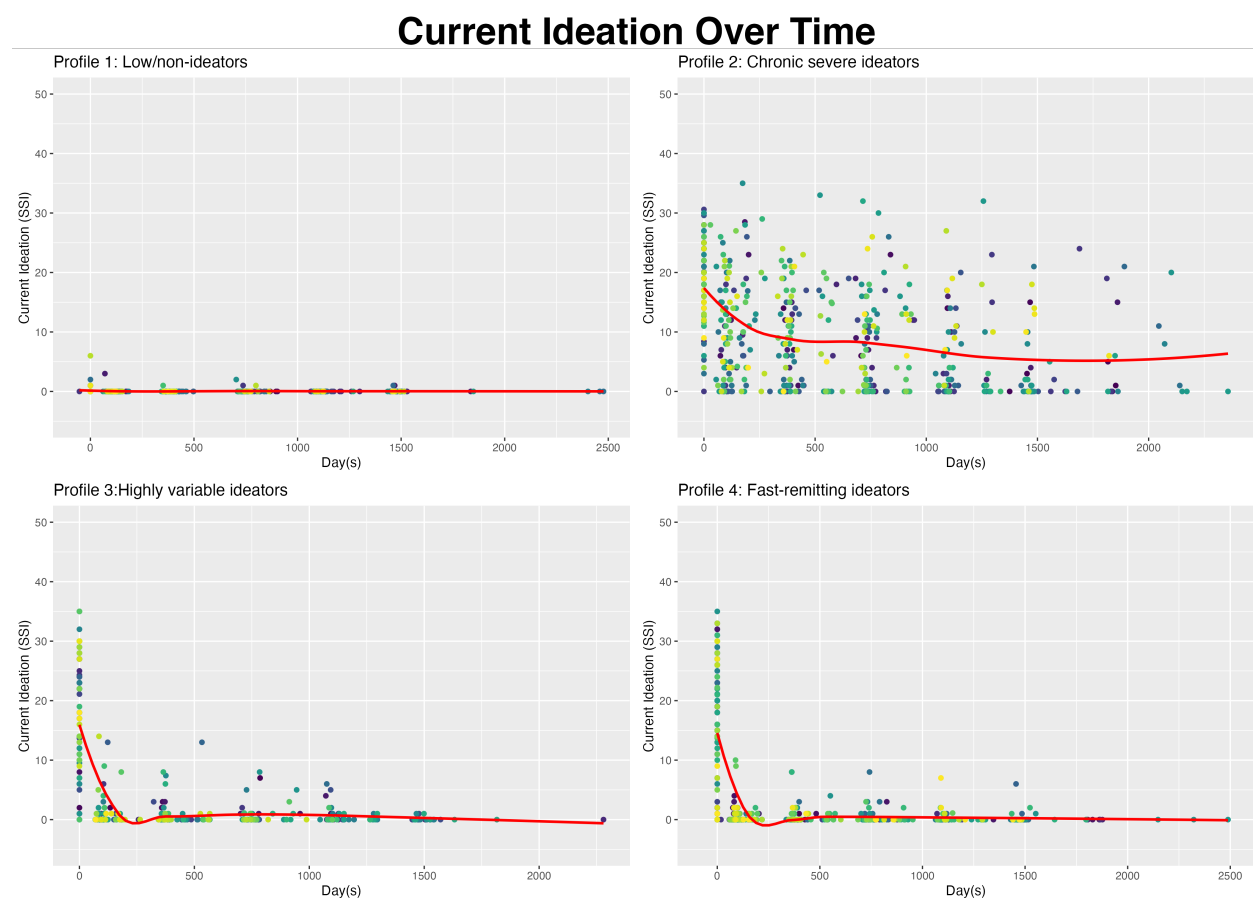 Current Ideation Over Time
Profile 1: Low/non-ideators
50
40
30
20
10
0
Current Ideation (SSI)
0 500 1000 1500 2000 2500
Day(s)
Profile 2: Chronic severe ideators
50
40
30
20
10
0
Current Ideation (SSI)
0 500 1000 1500 2000
Day(s)
Profile 3:Highly variable ideators
50
40
30
20
10
0
Current Ideation (SSI)
0 500 1000 1500 2000
Day(s)
Profile 4: Fast-remitting ideators
50
40
30
20
10
0
Current Ideation (SSI)
0 500 1000 1500 2000 2500
Day(s)